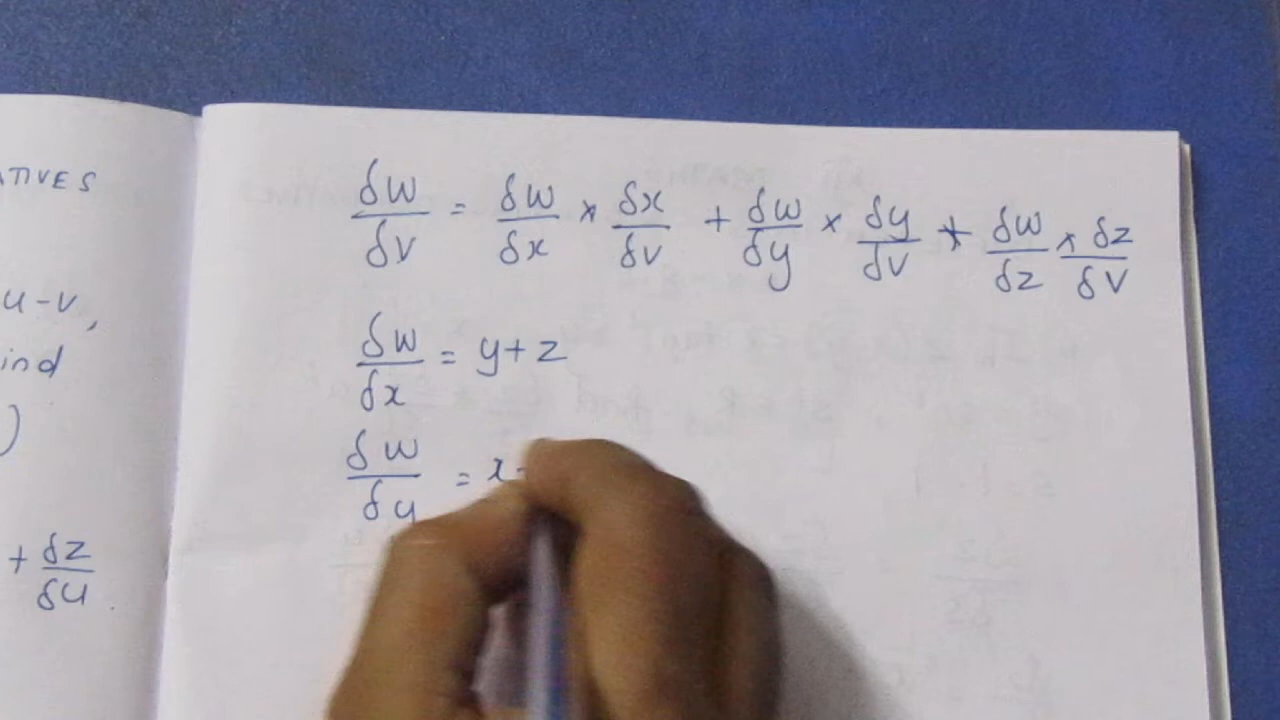 ATIVES
u-v,
ind
)
+ δz/δu.
δw/δv = δw/δx × δx/δv + δw/δy × δy/δv + δw/δz × δz/δv
δw/δx = y+z
δw/δy = x